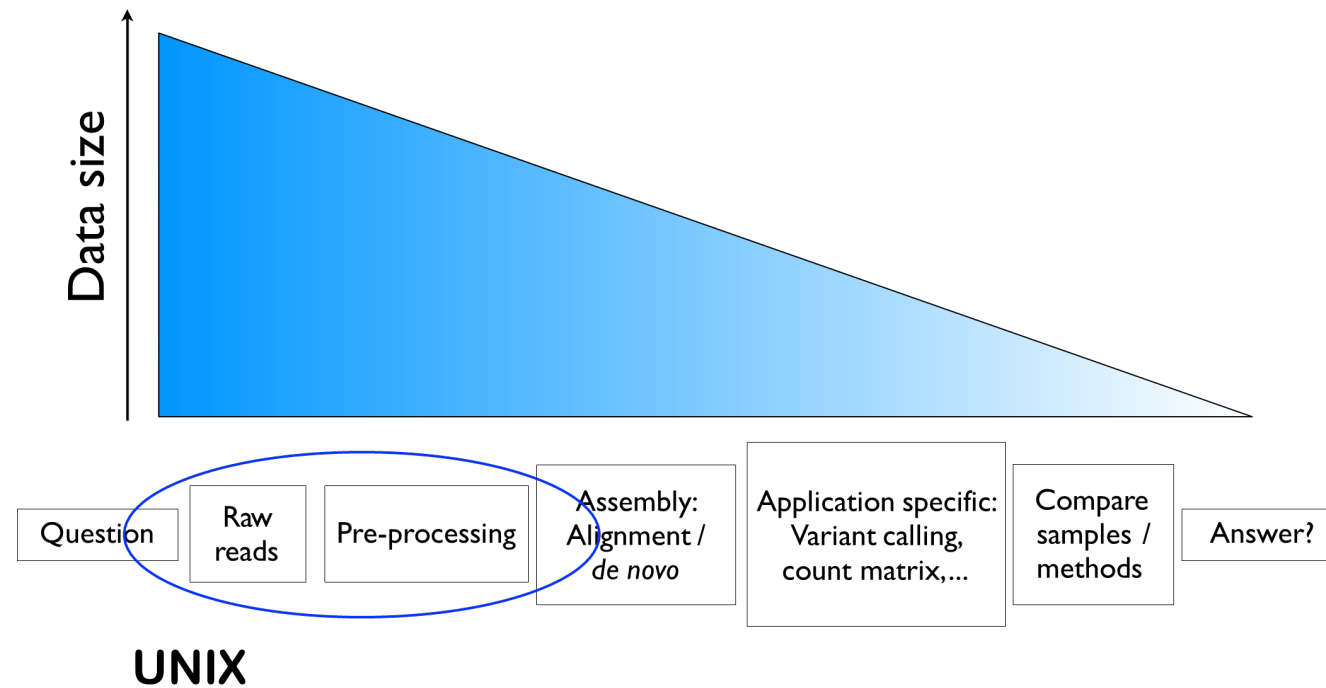 Data size
Question
Raw
reads
Pre-processing
Assembly:
Alignment /
de novo
Application specific:
Variant calling,
count matrix,...
Compare
samples /
methods
Answer?
UNIX